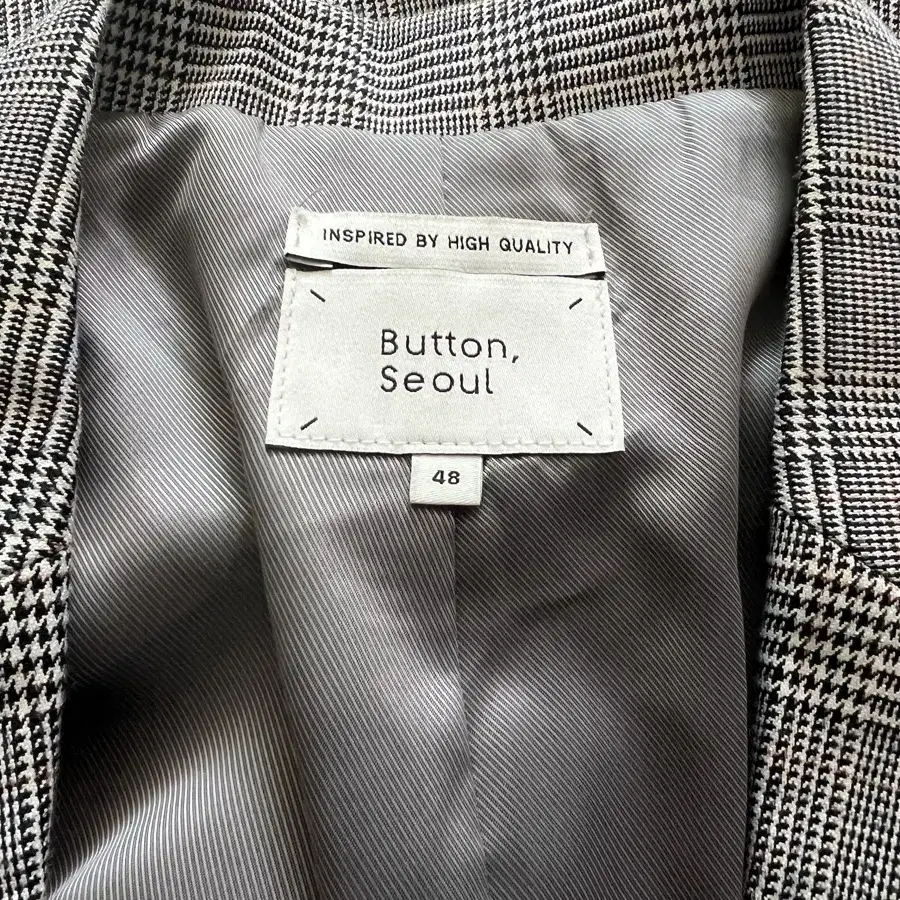 INSPIRED BY HIGH QUALITY
Button,
Seoul
48